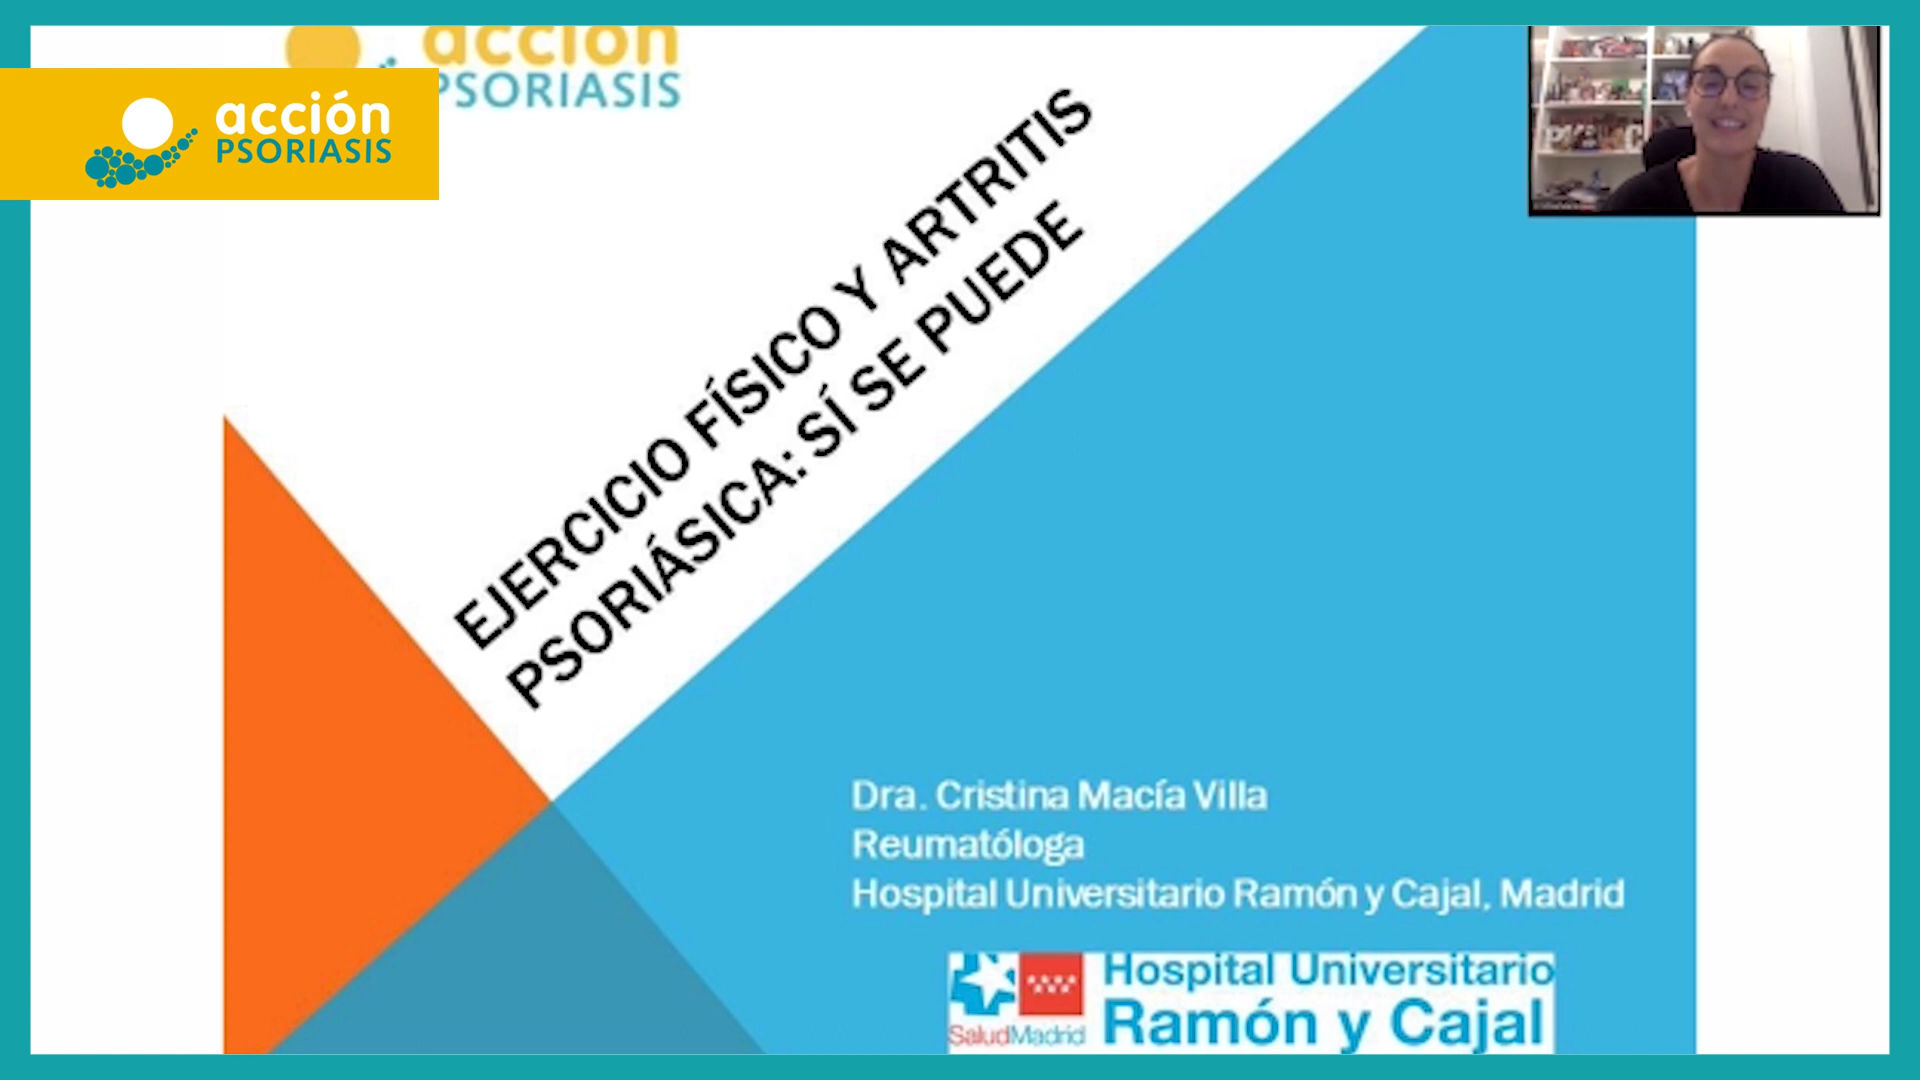 acción
PSORIASIS
acción
PSORIASIS
EJERCICIO FÍSICO Y ARTRITIS
PSORIÁSICA: SÍ SE PUEDE
Dra. Cristina Macía Villa
Reumatóloga
Hospital Universitario Ramón y Cajal, Madrid
SaludMadrid
Hospital Universitario
Ramón y Cajal